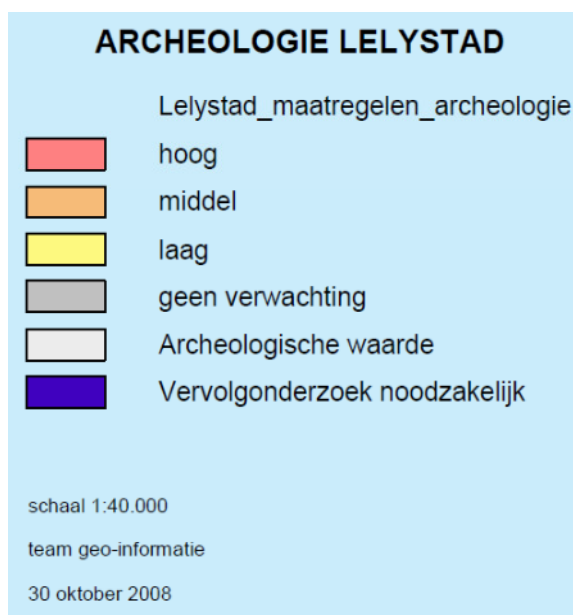 ARCHEOLOGIE LELYSTAD
Lelystad_maatregelen_archeologie
hoog
middel
laag
geen verwachting
Archeologische waarde
Vervolgonderzoek noodzakelijk
schaal 1:40.000
team geo-informatie
30 oktober 2008